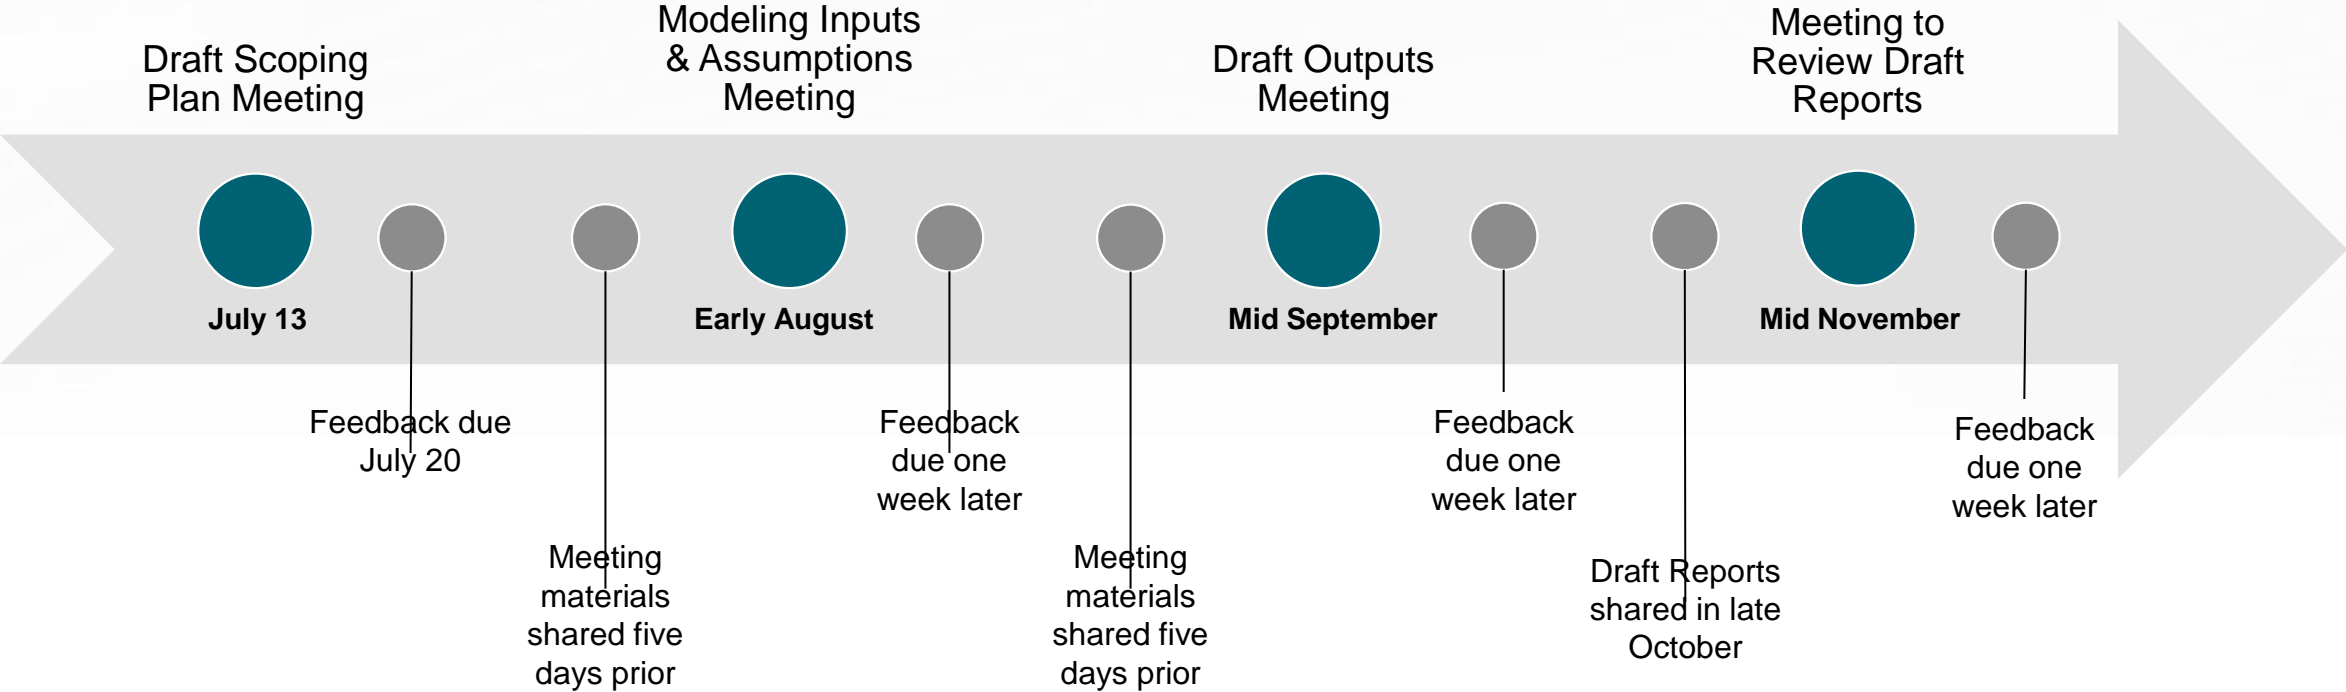 Draft Scoping
Plan Meeting
Modeling Inputs
& Assumptions
Meeting
Draft Outputs
Meeting
Meeting to
Review Draft
Reports
July 13
Early August
Mid September
Mid November
Feedback due
July 20
Meeting
materials
shared five
days prior
Feedback
due one
week later
Meeting
materials
shared five
days prior
Feedback
due one
week later
Draft Reports
shared in late
October
Feedback
due one
week later